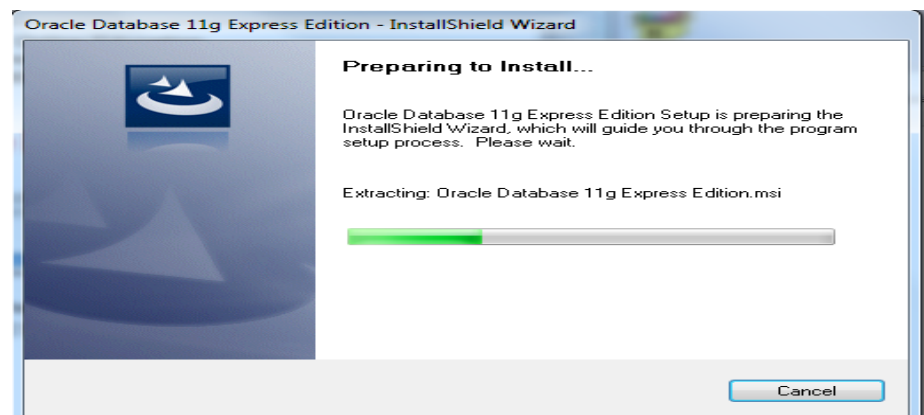 Oracle Database 11g Express Edition - InstallShield Wizard
Preparing to Install...
Oracle Database 11g Express Edition Setup is preparing the
InstallShield Wizard, which will guide you through the program
setup process. Please wait.
Extracting: Oracle Database 11g Express Edition.msi
Cancel